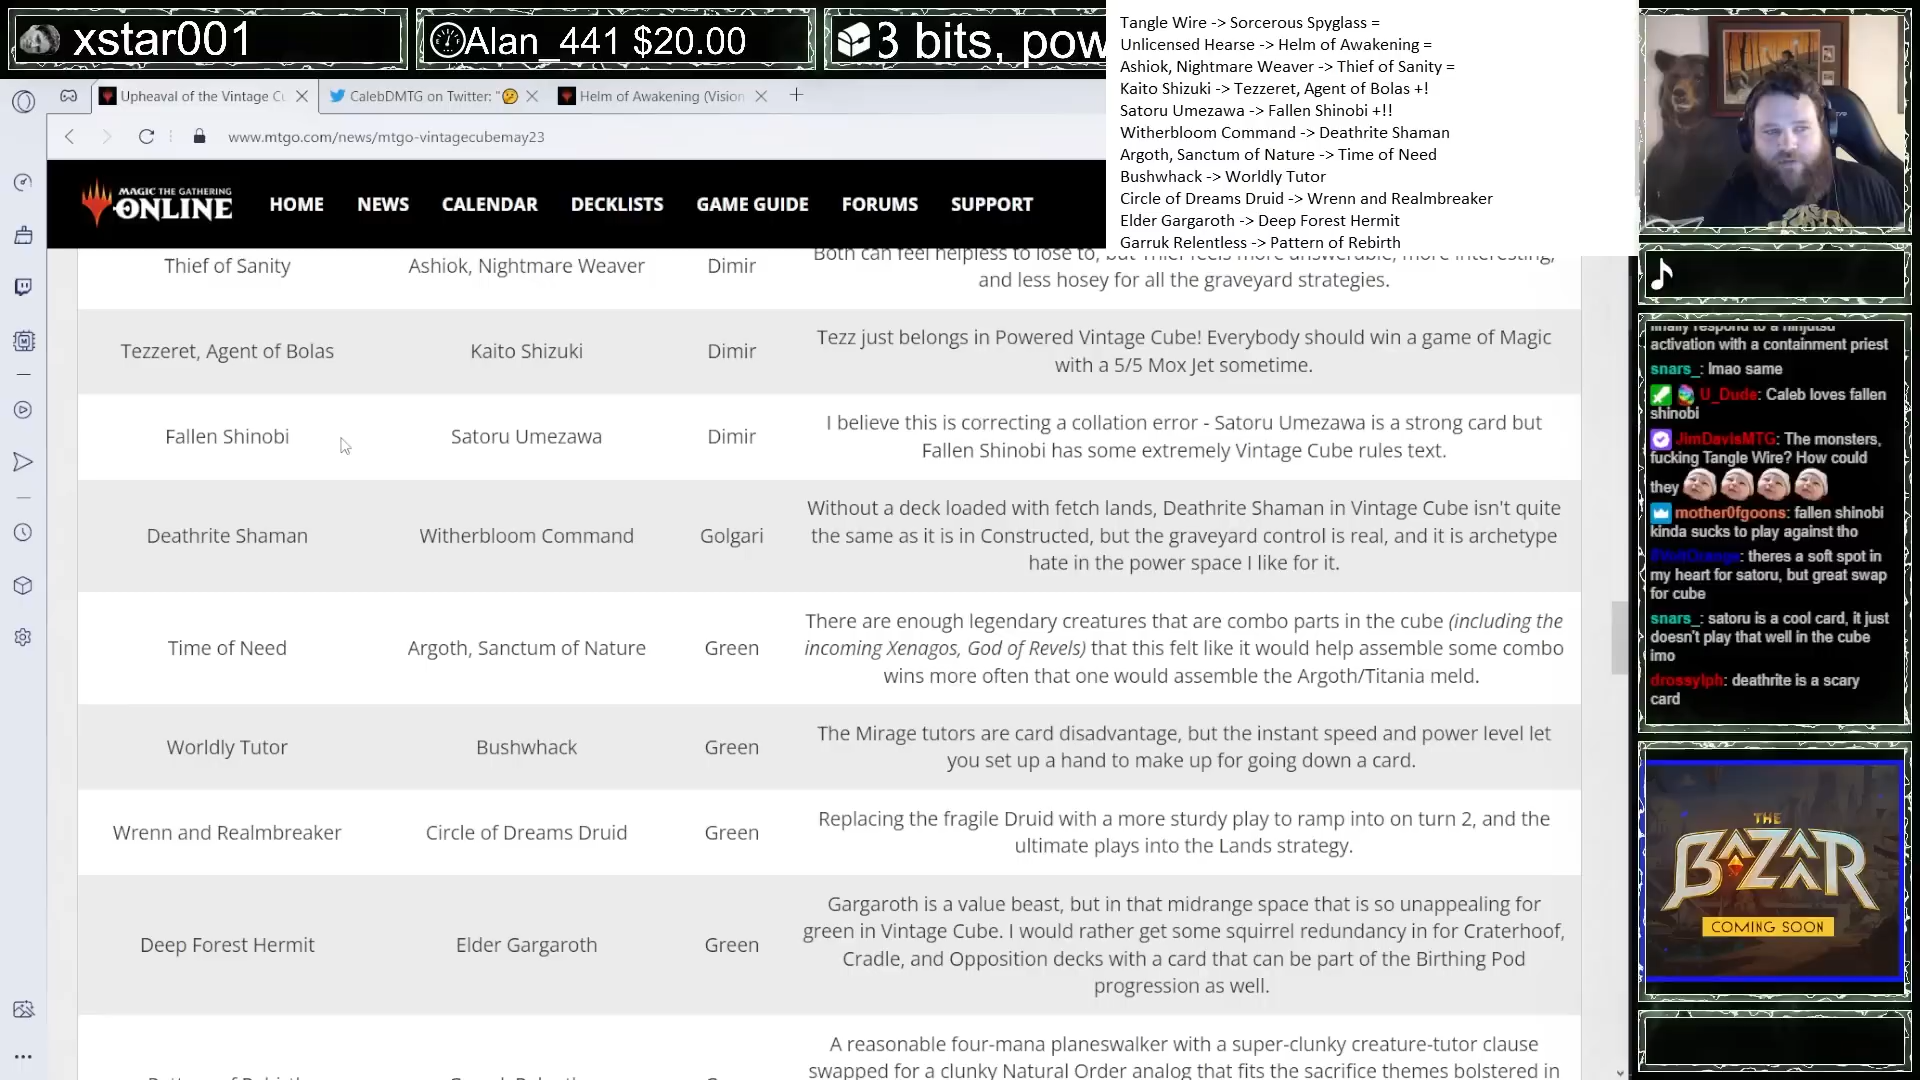 xstar001
Alan_441 $20.00
3 bits, pow
Tangle Wire -> Sorcerous Spyglass =
Unlicensed Hearse -> Helm of Awakening =
Ashiok, Nightmare Weaver -> Thief of Sanity =
Kaito Shizuki -> Tezzeret, Agent of Bolas +!
Satoru Umezawa -> Fallen Shinobi +!!
Witherbloom Command -> Deathrite Shaman
Argoth, Sanctum of Nature -> Time of Need
Bushwhack -> Worldly Tutor
Circle of Dreams Druid -> Wrenn and Realmbreaker
Elder Gargaroth -> Deep Forest Hermit
Garruk Relentless -> Pattern of Rebirth
Upheaval of the Vintage Cu
CalebDMTG on Twitter: "
Helm of Awakening (Vision
www.mtgo.com/news/mtgo-vintagecubemay23
MAGIC THE GATHERING
ONLINE
HOME NEWS CALENDAR DECKLISTS GAME GUIDE FORUMS SUPPORT
Thief of Sanity
Ashiok, Nightmare Weaver
Dimir
Both can feel helpless to lose to, but Thief feels more answerable, more interesting,
and less hosey for all the graveyard strategies.
Tezzeret, Agent of Bolas
Kaito Shizuki
Dimir
Tezz just belongs in Powered Vintage Cube! Everybody should win a game of Magic
with a 5/5 Mox Jet sometime.
Fallen Shinobi
Satoru Umezawa
Dimir
I believe this is correcting a collation error - Satoru Umezawa is a strong card but
Fallen Shinobi has some extremely Vintage Cube rules text.
Deathrite Shaman
Witherbloom Command
Golgari
Without a deck loaded with fetch lands, Deathrite Shaman in Vintage Cube isn't quite
the same as it is in Constructed, but the graveyard control is real, and it is archetype
hate in the power space I like for it.
Time of Need
Argoth, Sanctum of Nature
Green
There are enough legendary creatures that are combo parts in the cube (including the
incoming Xenagos, God of Revels) that this felt like it would help assemble some combo
wins more often that one would assemble the Argoth/Titania meld.
Worldly Tutor
Bushwhack
Green
The Mirage tutors are card disadvantage, but the instant speed and power level let
you set up a hand to make up for going down a card.
Wrenn and Realmbreaker
Circle of Dreams Druid
Green
Replacing the fragile Druid with a more sturdy play to ramp into on turn 2, and the
ultimate plays into the Lands strategy.
Deep Forest Hermit
Elder Gargaroth
Green
Gargaroth is a value beast, but in that midrange space that is so unappealing for
green in Vintage Cube. I would rather get some squirrel redundancy in for Craterhoof,
Cradle, and Opposition decks with a card that can be part of the Birthing Pod
progression as well.
A reasonable four-mana planeswalker with a super-clunky creature-tutor clause
swapped for a clunky Natural Order analog that fits the sacrifice themes bolstered in
finally respond to a ninjutsu
activation with a containment priest
snars_: lmao same
U_Dude: Caleb loves fallen
shinobi
JimDavisMTG: The monsters,
fucking Tangle Wire? How could
they
mother0fgoons: fallen shinobi
kinda sucks to play against tho
theres a soft spot in
my heart for satoru, but great swap
for cube
snars_: satoru is a cool card, it just
doesn't play that well in the cube
imo
drossylph: deathrite is a scary
card
THE
BAZAAR
COMING SOON